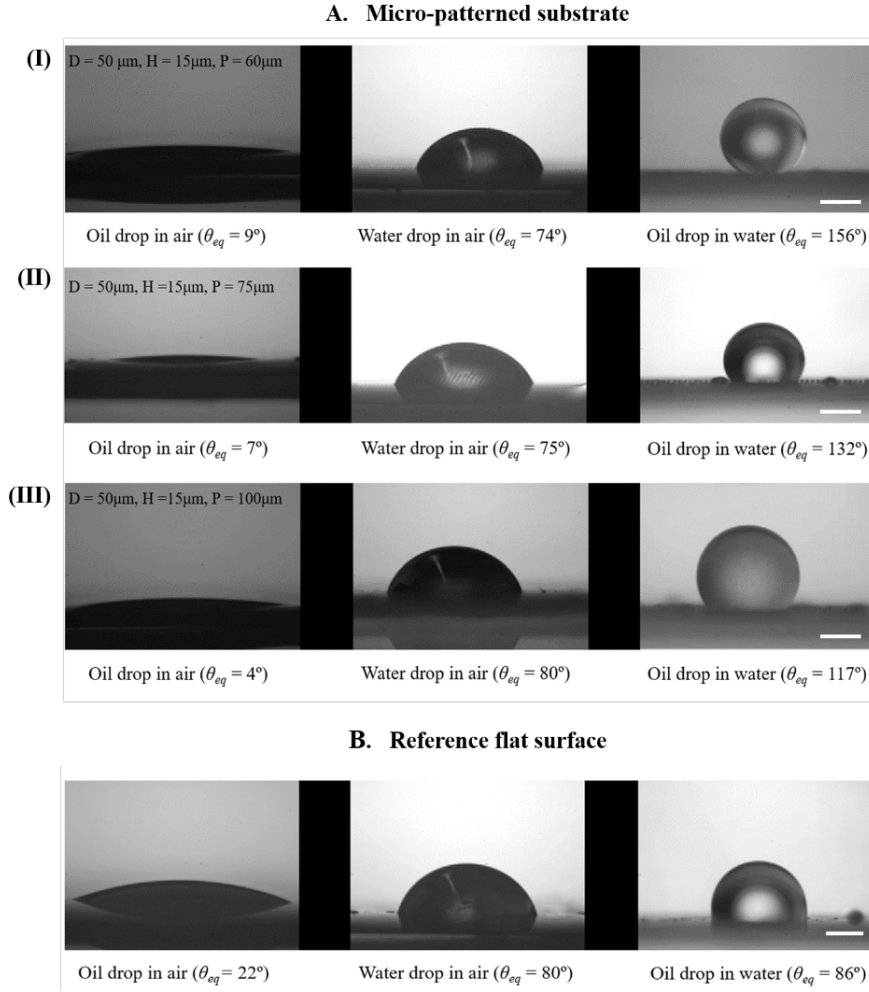 A. Micro-patterned substrate
(I)
D = 50 μm, H = 15μm, P = 60μm
Oil drop in air (θeq = 9º)
Water drop in air (θeq = 74º)
Oil drop in water (θeq = 156º)
(II)
D = 50μm, H =15μm, P = 75μm
Oil drop in air (θeq = 7º)
Water drop in air (θeq = 75º)
Oil drop in water (θeq = 132º)
(III)
D = 50μm, H =15μm, P = 100μm
Oil drop in air (θeq = 4º)
Water drop in air (θeq = 80º)
Oil drop in water (θeq = 117º)
B. Reference flat surface
Oil drop in air (θeq = 22º)
Water drop in air (θeq = 80º)
Oil drop in water (θeq = 86º)